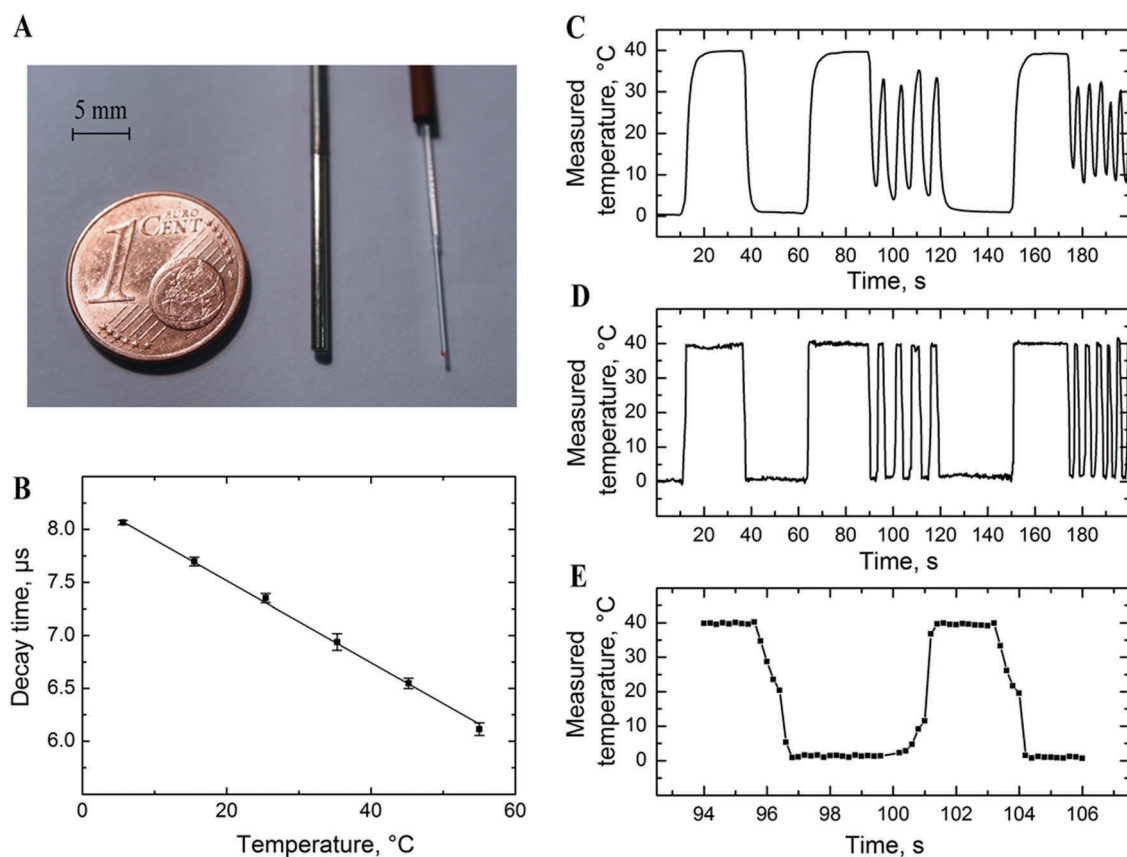 A
5 mm
1
EURO
CENT
B
Decay time, µs
8.0
7.5
7.0
6.5
6.0
0
20
40
60
Temperature, °C
C
Measured
temperature, °C
50
40
30
20
10
0
20 40 60 80 100 120 140 160 180
Time, s
D
Measured
temperature, °C
50
40
30
20
10
0
20 40 60 80 100 120 140 160 180
Time, s
E
Measured
temperature, °C
50
40
30
20
10
0
94 96 98 100 102 104 106
Time, s